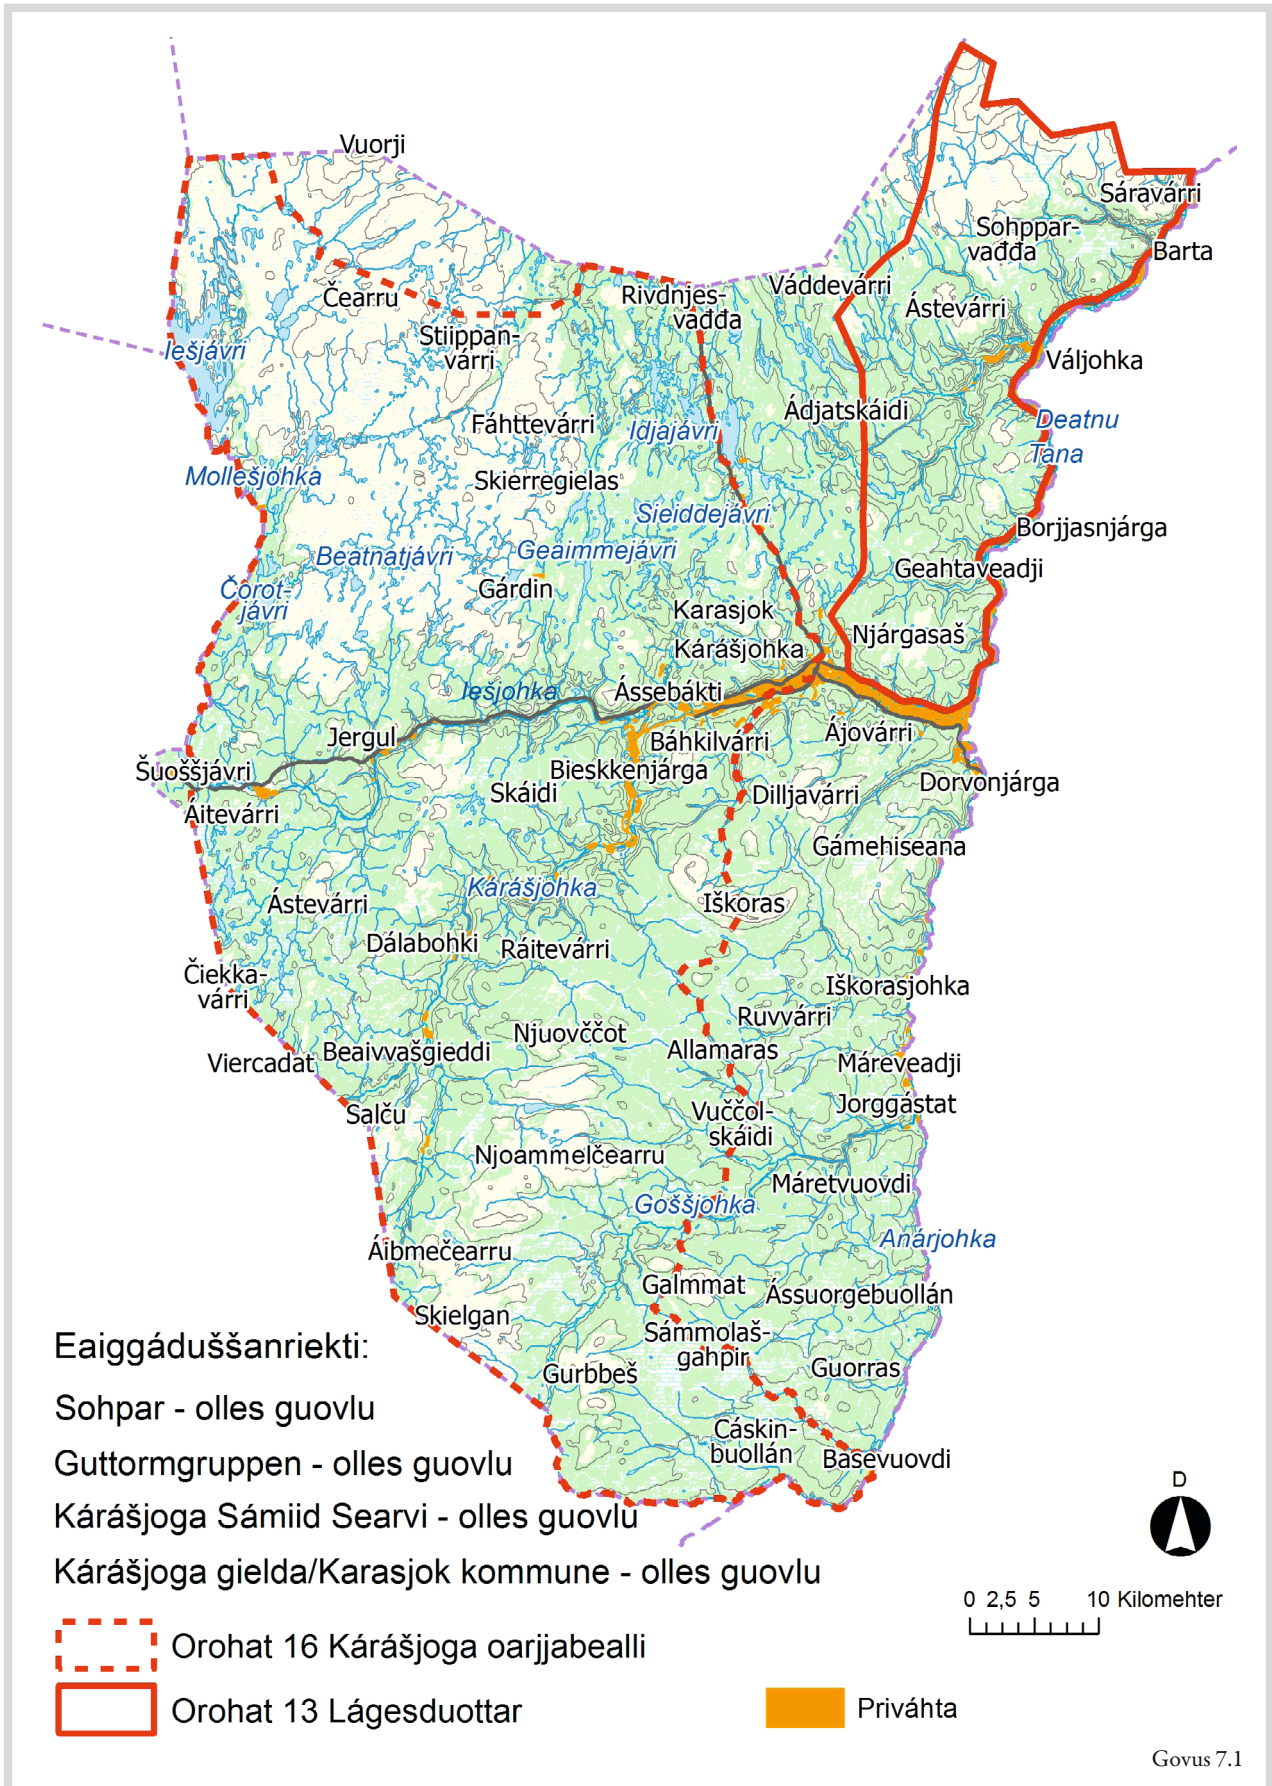 Vuorji
Sáravárri
Sohppar-
vađđa
Barta
Váddevárri
Rivdnjes-
vađđa
Čearru
Ástevárri
Stiippan-
várri
Iešjávri
Váljohka
Ádjatskáidi
Deatnu
Tana
Fáhttevárri
Idjajávri
Mollešjohka
Skierregielas
Sielddejávri
Borjjasnjárga
Beatnatjávri
Geaimmejávri
Geahtaveadji
Čorot-
jávri
Gárdin
Karasjok
Kárášjohka
Njárgasaš
Iešjohka
Ássebákti
Jergul
Báhkilvárri
Ájovárri
Šuoššjávri
Bieskkenjárga
Skáidi
Dilljavárri
Dorvonjárga
Áitevárri
Gámehiseana
Kárášjohka
Ástevárri
Iškoras
Dálabohki
Ráitevárri
Čiekka-
várri
Iškorasjohka
Ruvvárri
Njuovččot
Viercadat
Beaivvašgieddi
Allamaras
Máreveadji
Salču
Vuččol-
skáidi
Jorggástat
Njoammelčearru
Máretvuovdi
Goššjohka
Anárjohka
Áibmečearru
Galmmat
Ássuorgebuollán
Skielgan
Sámmolaš-
gahpir
Guorras
Gurbbeš
Cáskin-
buollán
Basevuovdi
Eaiggáduššanriekti:
Sohpar - olles guovlu
Guttormgruppen - olles guovlu
Kárášjoga Sámiid Searvi - olles guovlu
Kárášjoga gielda/Karasjok kommune - olles guovlu
D
0 2,5 5 10 Kilomehter
Orohat 16 Kárášjoga oarjjabealli
Orohat 13 Lágesduottar
Priváhta
Govus 7.1